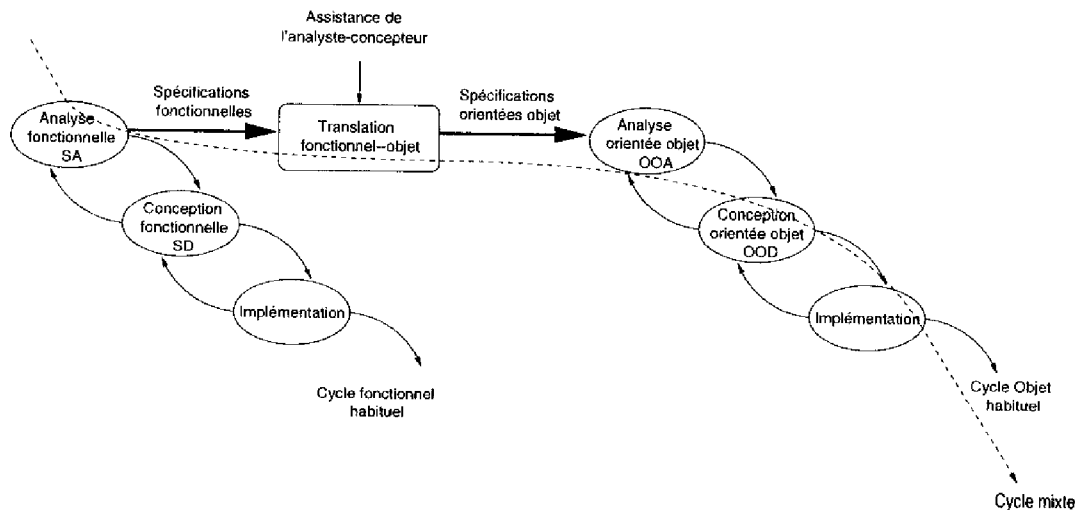 Assistance de
l'analyste-concepteur
Spécifications
fonctionnelles
Spécifications
orientées objet
Analyse
fonctionnelle
SA
Translation
fonctionnel--objet
Analyse
orientée objet
OOA
Conception
fonctionnelle
SD
Conception
orientée objet
OOD
Implémentation
Implémentation
Cycle fonctionnel
habituel
Cycle Objet
habituel
Cycle mixte